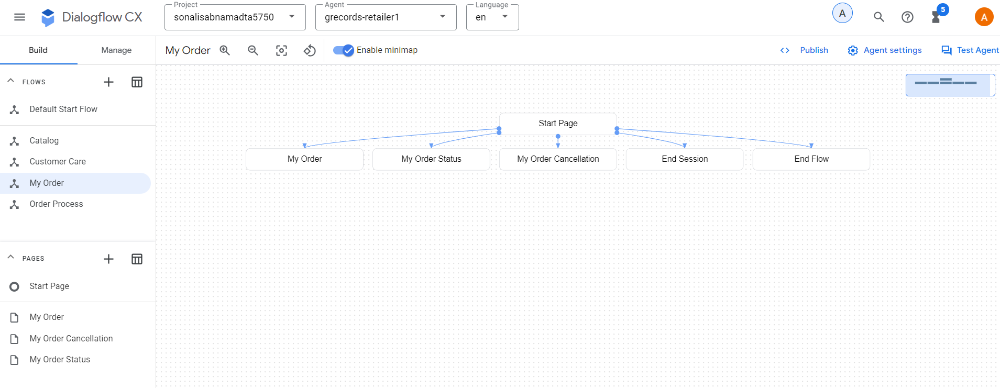 Project
Agent
Language
Dialogflow CX
sonalisabnamadta5750
grecords-retailer1
en
A
5
A
Build
Manage
My Order
Enable minimap
Publish
Agent settings
Test Agent
FLOWS
Default Start Flow
Catalog
Customer Care
My Order
Order Process
PAGES
Start Page
My Order
My Order Cancellation
My Order Status
Start Page
My Order
My Order Status
My Order Cancellation
End Session
End Flow